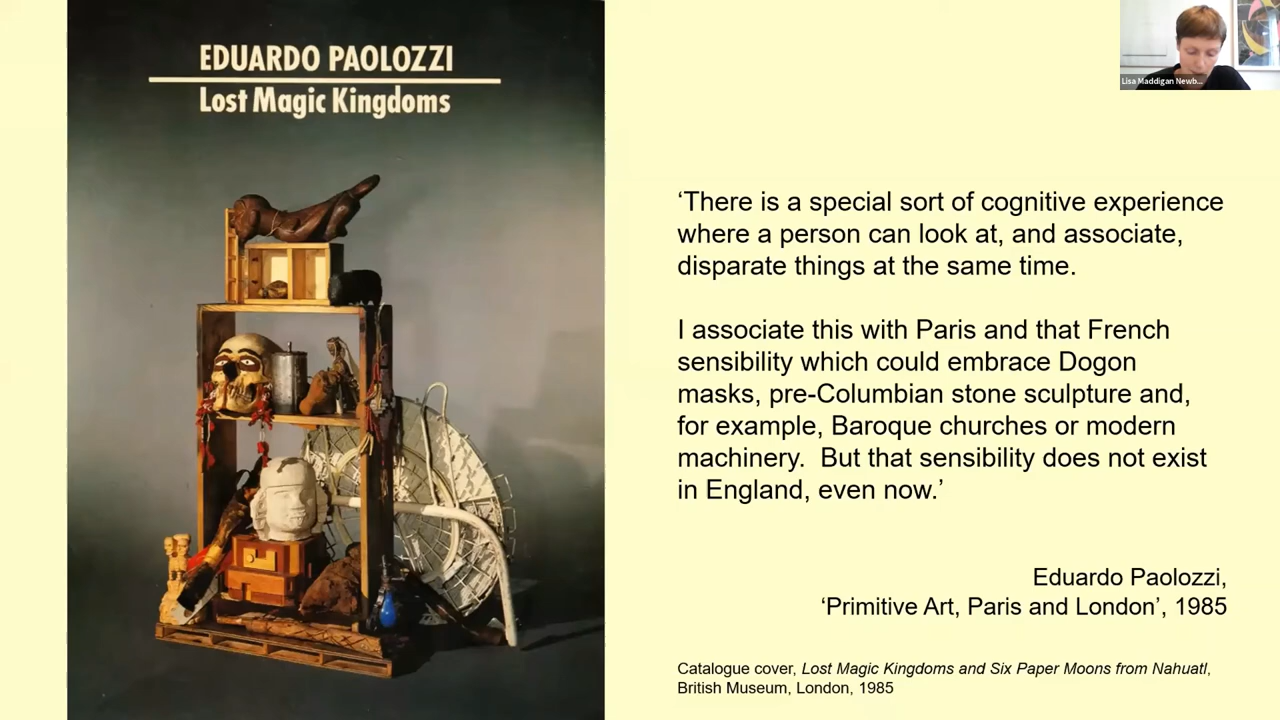 EDUARDO PAOLOZZI
Lost Magic Kingdoms
Lisa Maddigan Newb...
‘There is a special sort of cognitive experience
where a person can look at, and associate,
disparate things at the same time.
I associate this with Paris and that French
sensibility which could embrace Dogon
masks, pre-Columbian stone sculpture and,
for example, Baroque churches or modern
machinery.  But that sensibility does not exist
in England, even now.’
Eduardo Paolozzi,
‘Primitive Art, Paris and London’, 1985
Catalogue cover, Lost Magic Kingdoms and Six Paper Moons from Nahuatl,
British Museum, London, 1985